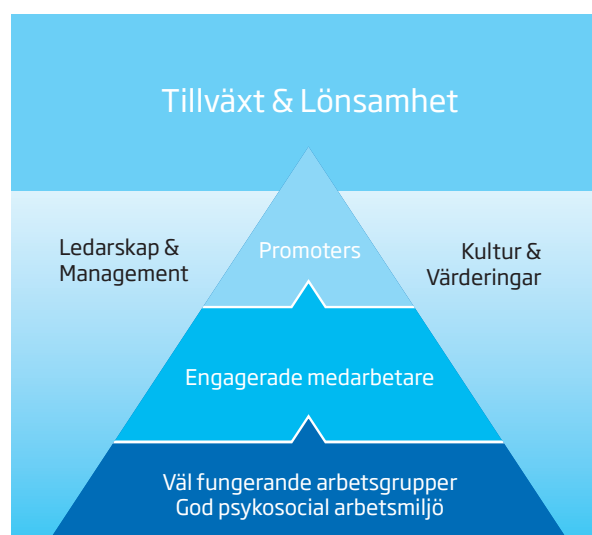 Tillväxt & Lönsamhet
Ledarskap &
Management
Promoters
Kultur &
Värderingar
Engagerade medarbetare
Väl fungerande arbetsgrupper
God psykosocial arbetsmiljö